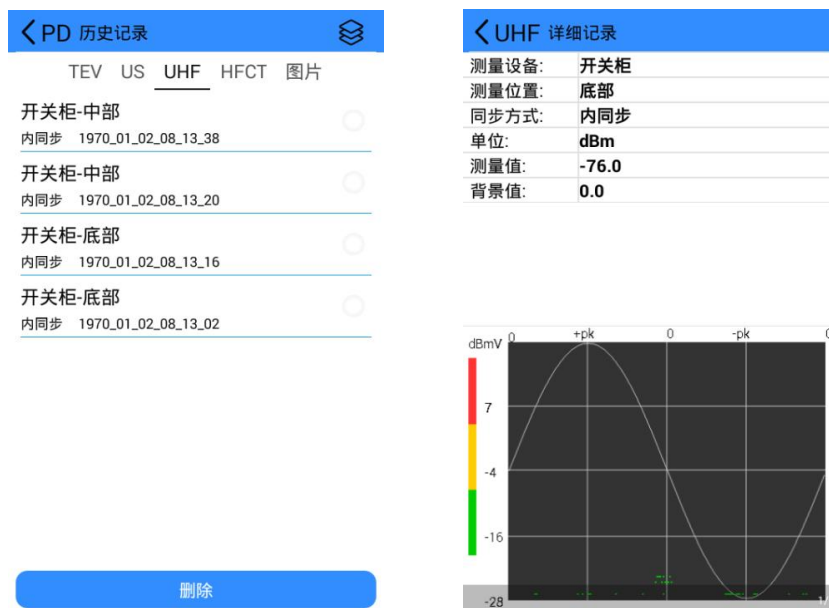 PD 历史记录
TEV US UHF HFCT 图片
开关柜-中部
内同步 1970_01_02_08_13_38
开关柜-中部
内同步 1970_01_02_08_13_20
开关柜-底部
内同步 1970_01_02_08_13_16
开关柜-底部
内同步 1970_01_02_08_13_02
删除
UHF 详细记录
测量设备: 开关柜
测量位置: 底部
同步方式: 内同步
单位: dBm
测量值: -76.0
背景值: 0.0
dBmV 0 +pk 0 -pk 0
7
-4
-16
-28